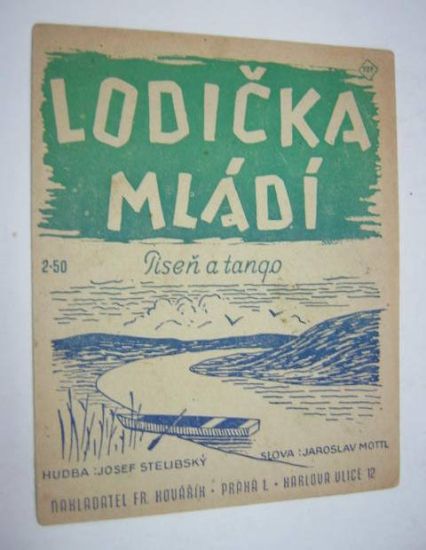 LODIČKA
MLÁDÍ
2-50
Píseň a tango
HUDBA : JOSEF STELIBSKÝ
SLOVA : JAROSLAV MOTTL
NAKLADATEL FR. KOVÁŘÍK - PRAHA I. - KARLOVA ULICE 12